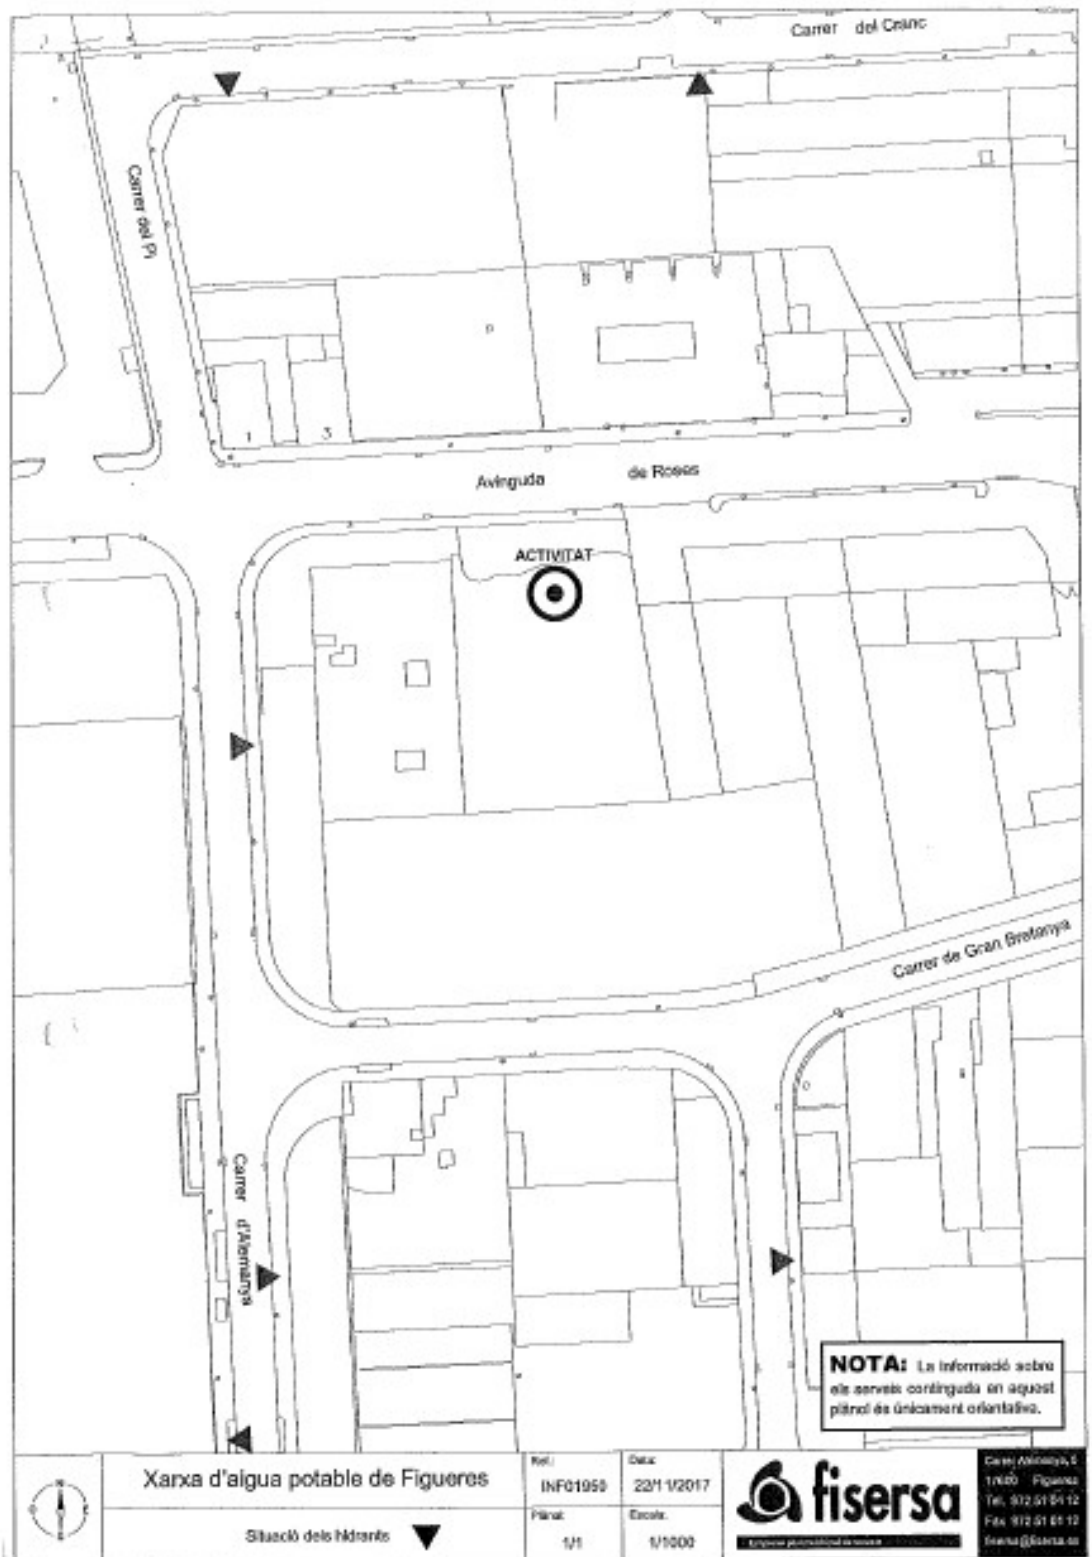 Carrer del Cranc
Carrer del Pi
1
3
Avinguda de Roses
ACTIVITAT
Carrer de Gran Bretanya
Carrer d'Alemanya
NOTA: La informació sobre
els serveis continguda en aquest
plànol és únicament orientativa.
Xarxa d'aigua potable de Figueres
Situació dels hidrants
Ref.:
INF01950
Data:
22/11/2017
Plànol:
1/1
Escala:
1/1000
fisersa
17600 Figueres
Tel. 972 51 01 12
Fax 972 51 01 12